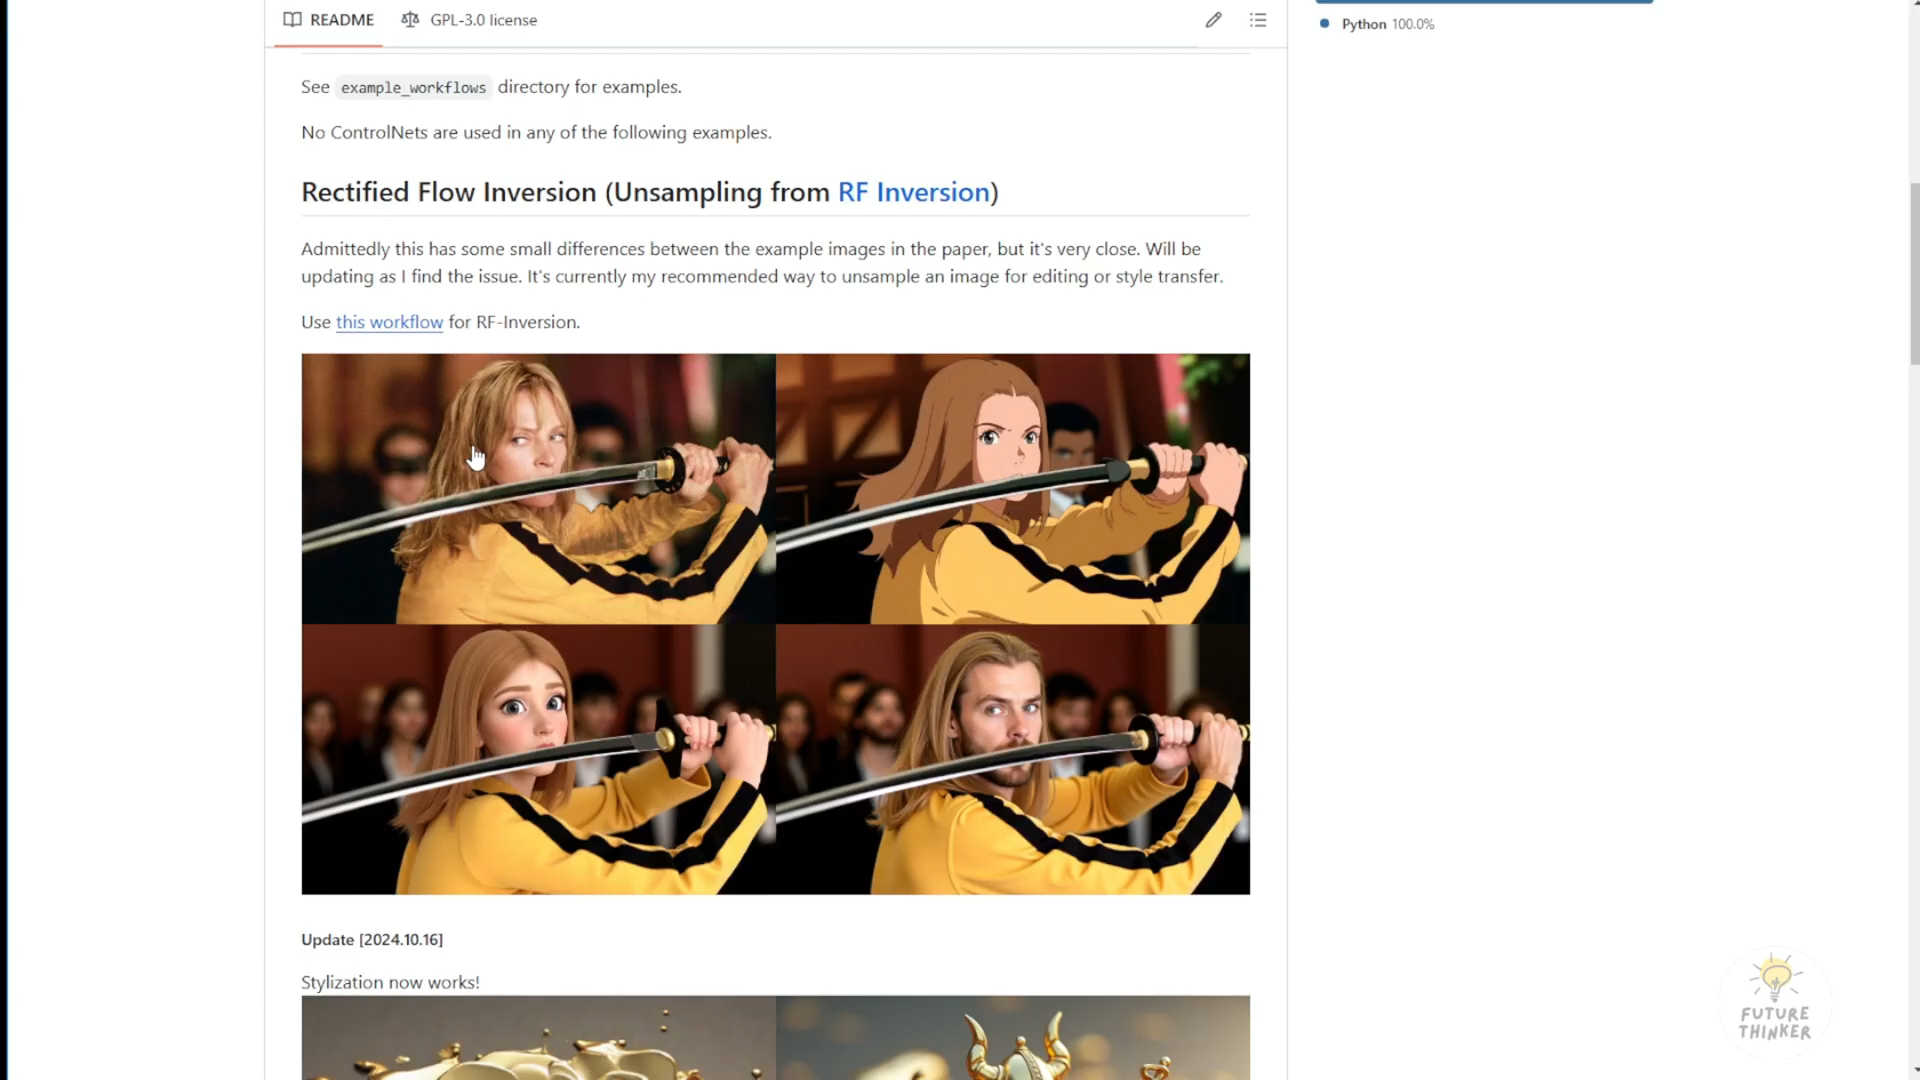 README
GPL-3.0 license
Python 100.0%
See example_workflows directory for examples.
No ControlNets are used in any of the following examples.
Rectified Flow Inversion (Unsampling from RF Inversion)
Admittedly this has some small differences between the example images in the paper, but it's very close. Will be
updating as I find the issue. It's currently my recommended way to unsample an image for editing or style transfer.
Use this workflow for RF-Inversion.
Update [2024.10.16]
Stylization now works!
FUTURE
THINKER